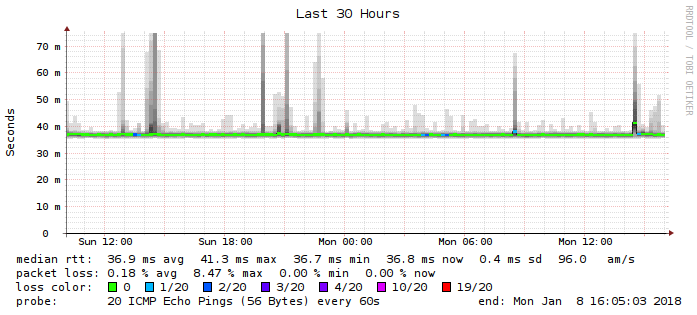 Last 30 Hours
RRDTOOL / TOBI OETIKER
Seconds
70 m
60 m
50 m
40 m
30 m
20 m
10 m
0
Sun 12:00 Sun 18:00 Mon 00:00 Mon 06:00 Mon 12:00
median rtt: 36.9 ms avg 41.3 ms max 36.7 ms min 36.8 ms now 0.4 ms sd 96.0 am/s
packet loss: 0.18 % avg 8.47 % max 0.00 % min 0.00 % now
loss color: 0 1/20 2/20 3/20 4/20 10/20 19/20
probe: 20 ICMP Echo Pings (56 Bytes) every 60s end: Mon Jan 8 16:05:03 2018